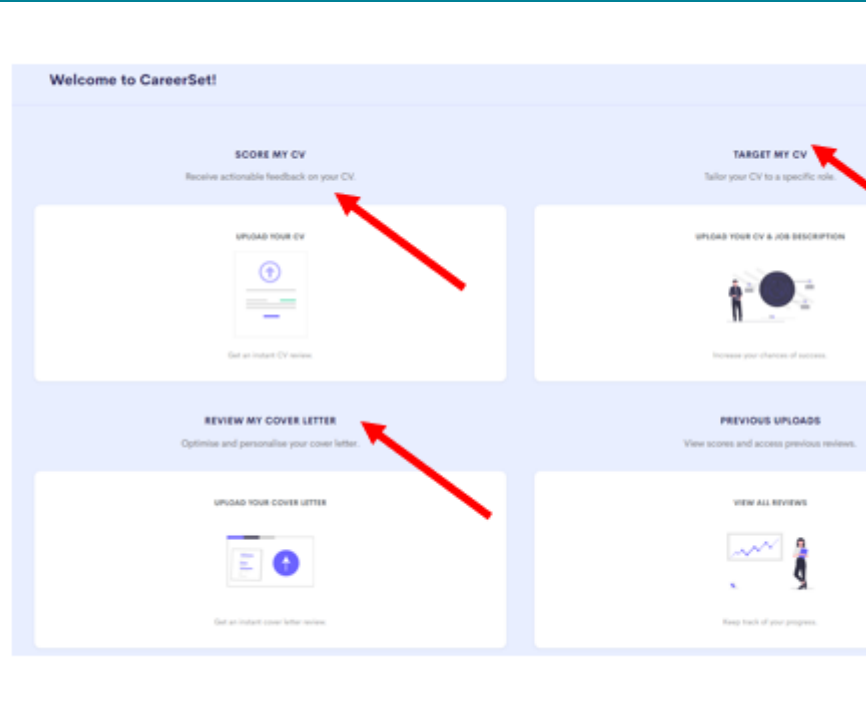 Welcome to CareerSet!
SCORE MY CV
Receive actionable feedback on your CV.
TARGET MY CV
Tailor your CV to a specific role.
UPLOAD YOUR CV
Get an instant CV review.
UPLOAD YOUR CV & JOB DESCRIPTION
Increase your chances of success.
REVIEW MY COVER LETTER
Optimise and personalise your cover letter.
PREVIOUS UPLOADS
View scores and access previous reviews.
UPLOAD YOUR COVER LETTER
Get an instant cover letter review.
VIEW ALL REVIEWS
Keep track of your progress.